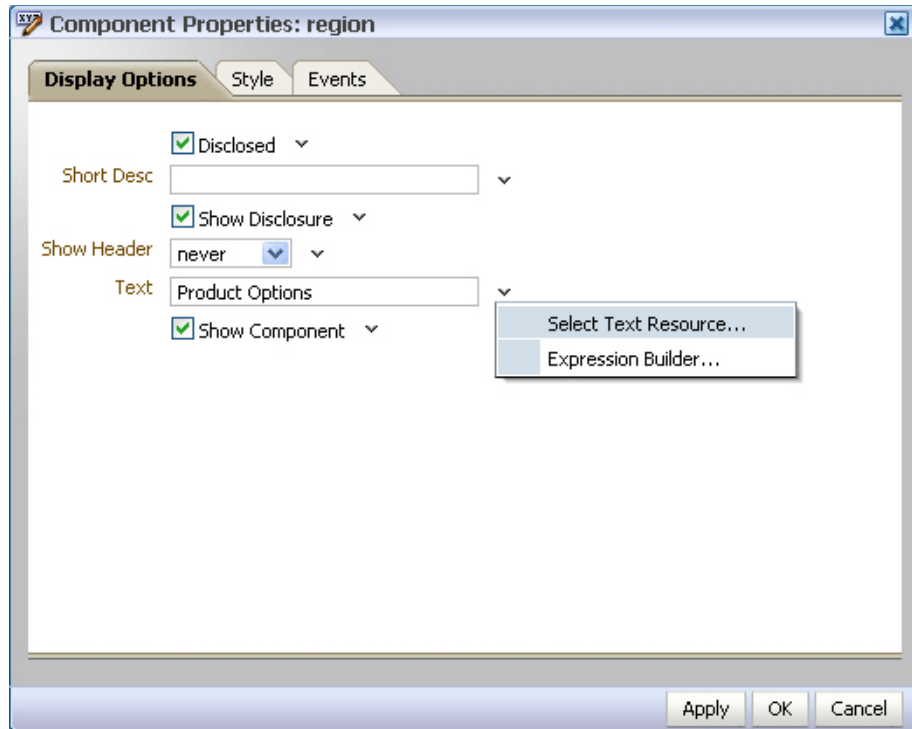 Component Properties: region
Display Options Style Events
Disclosed
Short Desc
Show Disclosure
Show Header never
Text Product Options
Show Component
Select Text Resource...
Expression Builder...
Apply OK Cancel